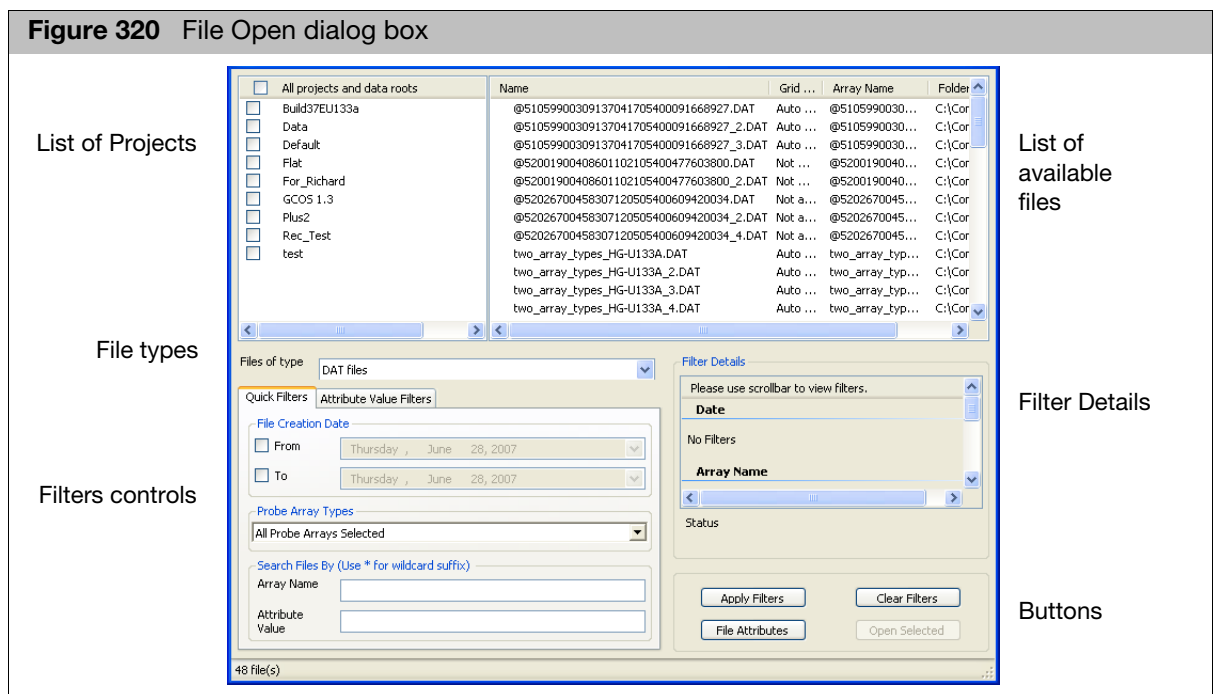 Figure 320 File Open dialog box
List of Projects
File types
Filters controls
All projects and data roots
Build37EU133a
Data
Default
Flat
For_Richard
GCOS 1.3
Plus2
Rec_Test
test
Name Grid ... Array Name Folder
@51059900309137041705400091668927.DAT Auto ... @5105990030... C:\Cor
@51059900309137041705400091668927_2.DAT Auto ... @5105990030... C:\Cor
@51059900309137041705400091668927_3.DAT Auto ... @5105990030... C:\Cor
@52001900408601102105400477603800.DAT Not ... @5200190040... C:\Cor
@52001900408601102105400477603800_2.DAT Not ... @5200190040... C:\Cor
@52026700458307120505400609420034.DAT Not a... @5202670045... C:\Cor
@52026700458307120505400609420034_2.DAT Not a... @5202670045... C:\Cor
@52026700458307120505400609420034_4.DAT Not a... @5202670045... C:\Cor
two_array_types_HG-U133A.DAT Auto ... two_array_typ... C:\Cor
two_array_types_HG-U133A_2.DAT Auto ... two_array_typ... C:\Cor
two_array_types_HG-U133A_3.DAT Auto ... two_array_typ... C:\Cor
two_array_types_HG-U133A_4.DAT Auto ... two_array_typ... C:\Cor
Files of type DAT files
Quick Filters Attribute Value Filters
File Creation Date
From Thursday , June 28, 2007
To Thursday , June 28, 2007
Probe Array Types
All Probe Arrays Selected
Search Files By (Use * for wildcard suffix)
Array Name
Attribute
Value
Filter Details
Please use scrollbar to view filters.
Date
No Filters
Array Name
Status
Apply Filters Clear Filters
File Attributes Open Selected
48 file(s)
List of
available
files
Filter Details
Buttons